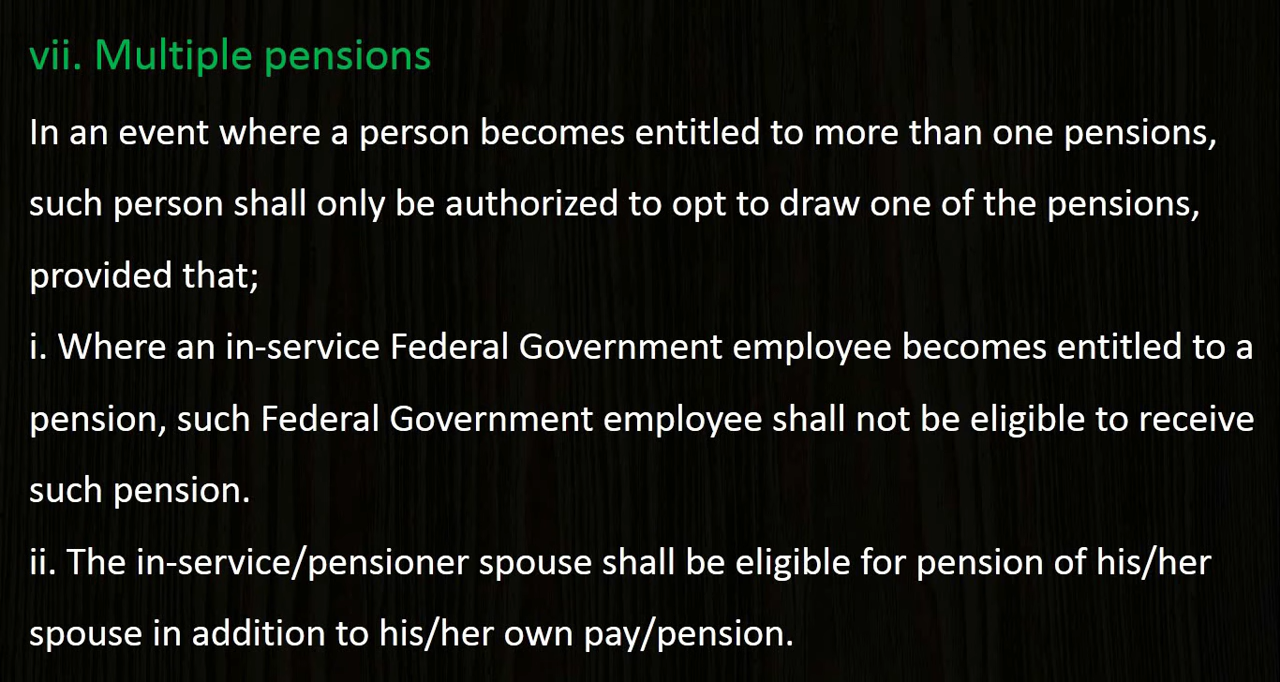 vii. Multiple pensions
In an event where a person becomes entitled to more than one pensions,
such person shall only be authorized to opt to draw one of the pensions,
provided that;
i. Where an in-service Federal Government employee becomes entitled to a
pension, such Federal Government employee shall not be eligible to receive
such pension.
ii. The in-service/pensioner spouse shall be eligible for pension of his/her
spouse in addition to his/her own pay/pension.